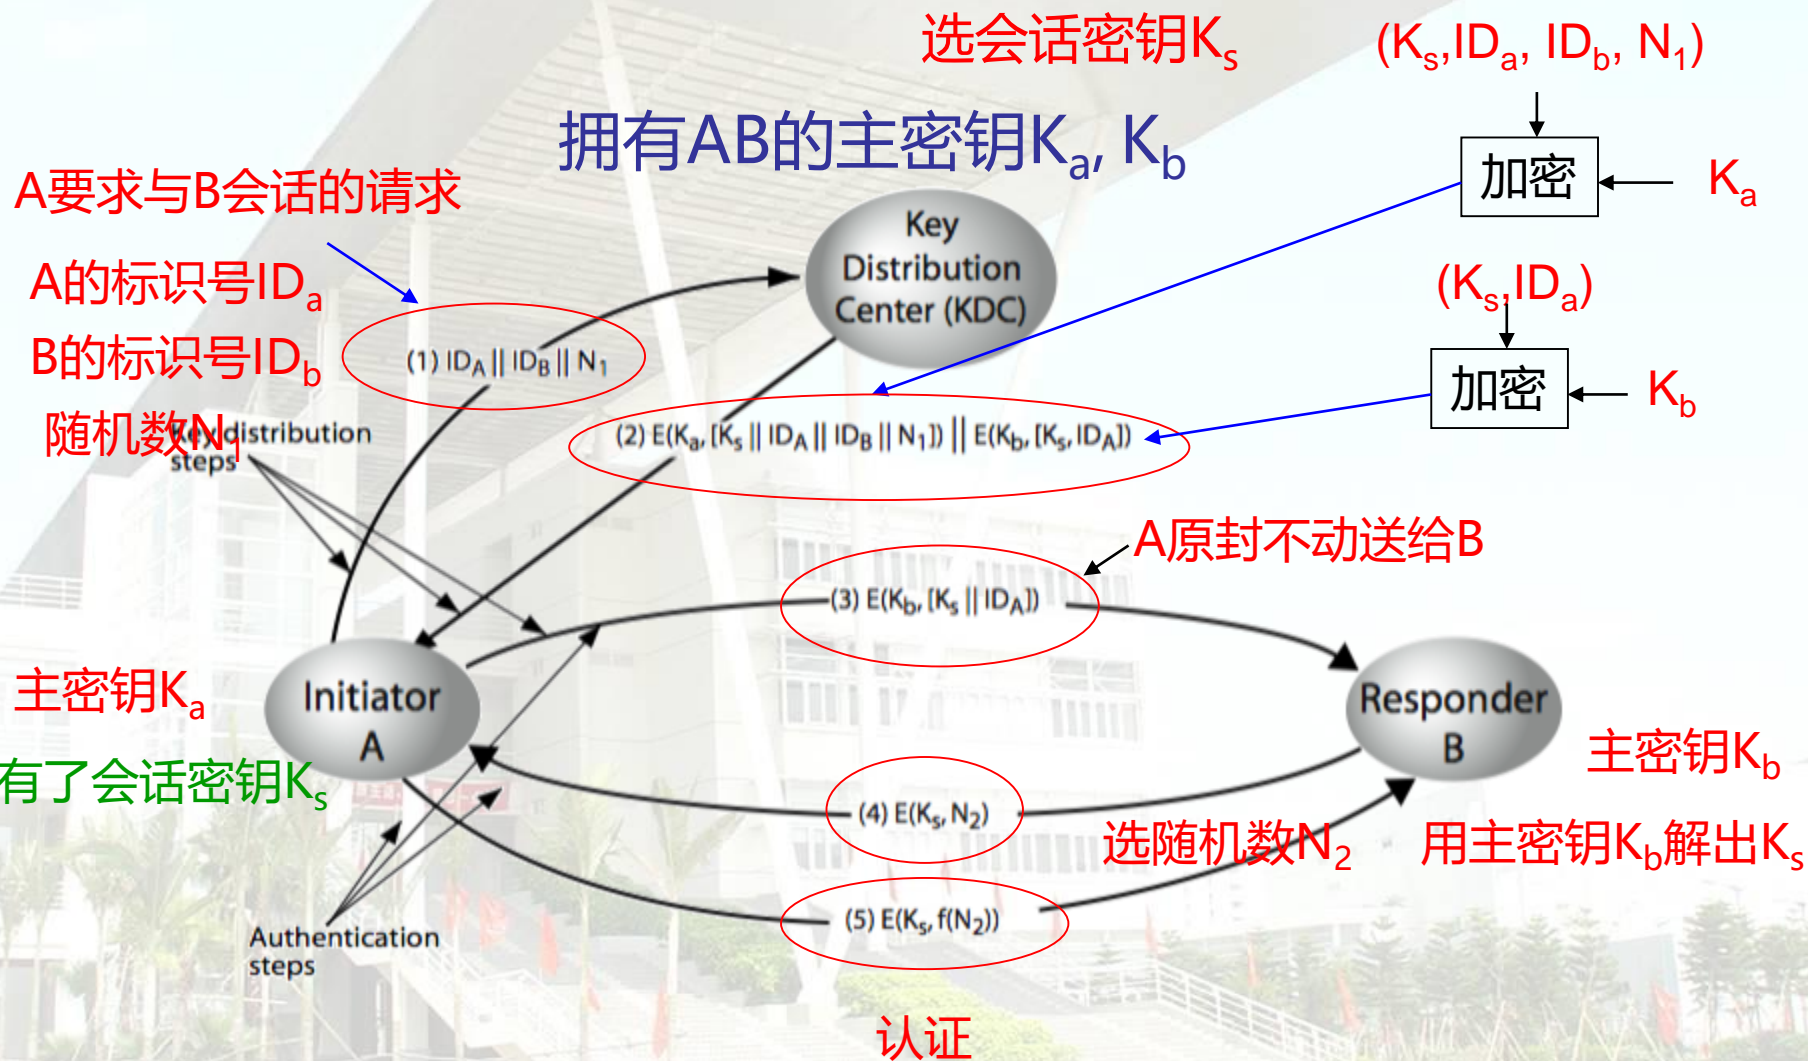 选会话密钥Ks
(Ks,IDa, IDb, N1)
拥有AB的主密钥Ka, Kb
加密
Ka
A要求与B会话的请求
Key
Distribution
Center (KDC)
A的标识号IDa
(Ks,IDa)
B的标识号IDb
(1) IDA || IDB || N1
加密
Kb
随机数N1
Key distribution
steps
(2) E(Ka, [Ks || IDA || IDB || N1]) || E(Kb, [Ks, IDA])
A原封不动送给B
(3) E(Kb, [Ks || IDA])
主密钥Ka
Initiator
A
Responder
B
主密钥Kb
有了会话密钥Ks
(4) E(Ks, N2)
选随机数N2
用主密钥Kb解出Ks
(5) E(Ks, f(N2))
Authentication
steps
认证